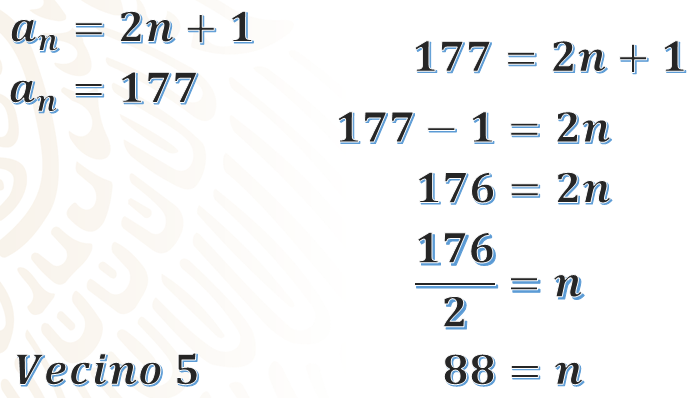 aₙ = 2n + 1
aₙ = 177
177 = 2n + 1
177 − 1 = 2n
176 = 2n
176/2 = n
88 = n
Vecino 5